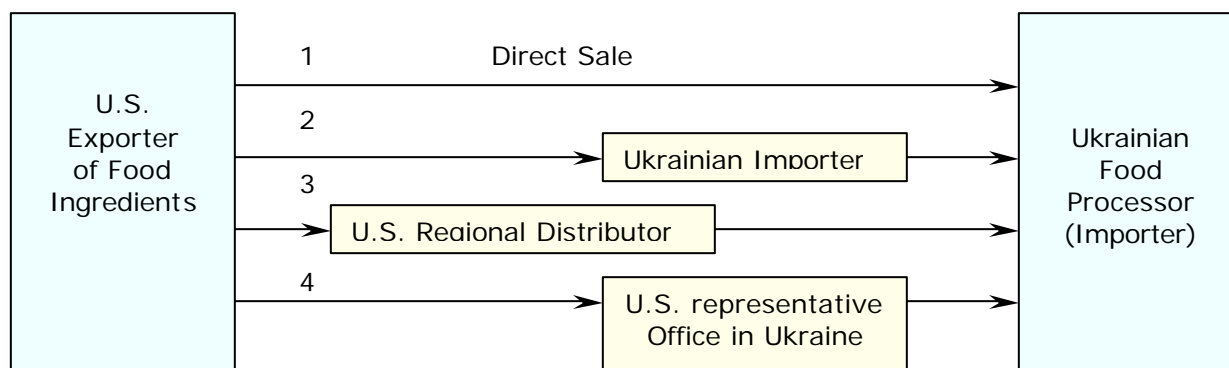 U.S.
Exporter
of Food
Ingredients
1
Direct Sale
2
Ukrainian Importer
3
U.S. Regional Distributor
4
U.S. representative
Office in Ukraine
Ukrainian
Food
Processor
(Importer)